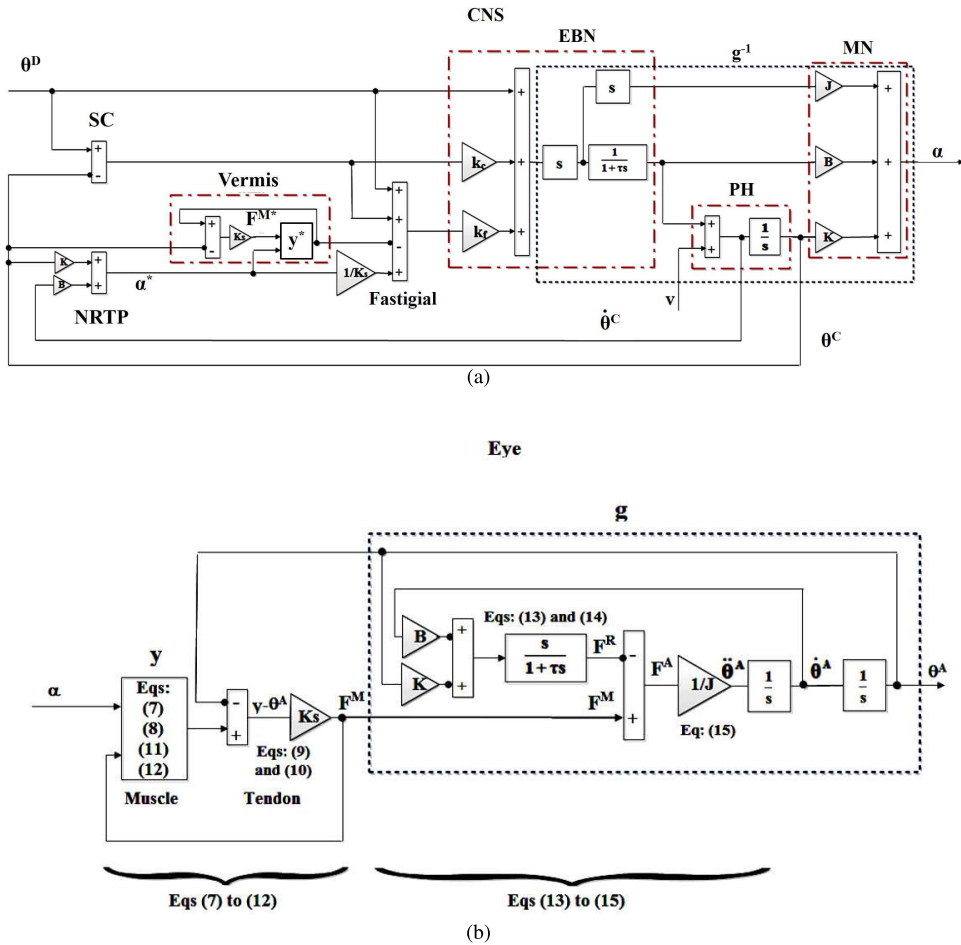 CNS
EBN
MN
g⁻¹
θᴰ
SC
+
-
Vermis
+
-
Fᴹ*
Ks
y*
K
B
+
+
NRTP
α*
1/Kₛ
+
+
-
+
Fastigial
k꜀
k_f
+
+
+
s
s
1
1+τs
PH
+
+
1
s
v
J
B
K
+
+
+
α
θ̇ᶜ
θᶜ
(a)
Eye
g
y
α
Eqs:
(7)
(8)
(11)
(12)
Muscle
-
+
y-θᴬ
Ks
Fᴹ
Eqs: (9)
and (10)
Tendon
B
K
+
+
Eqs: (13) and (14)
s
1+τs
Fᴿ
Fᴹ
-
+
Fᴬ
1/J
Eq: (15)
θ̈ᴬ
1
s
θ̇ᴬ
1
s
θᴬ
Eqs (7) to (12)
Eqs (13) to (15)
(b)